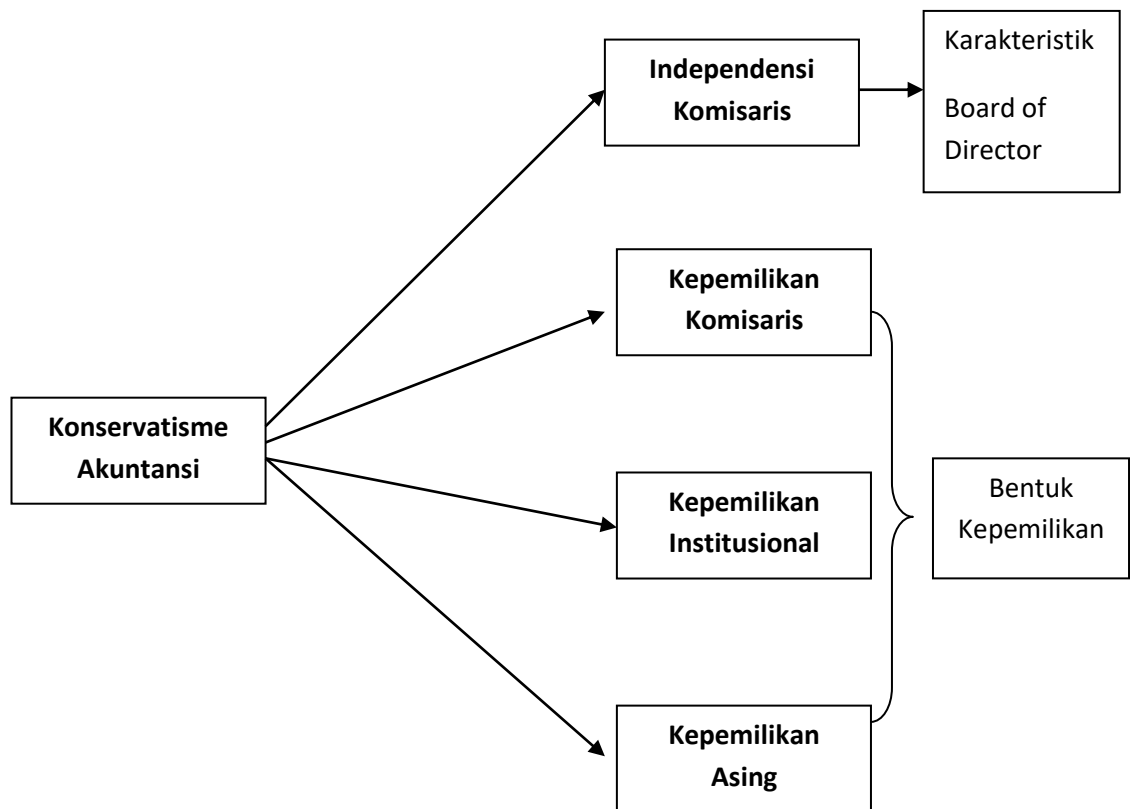 Independensi
Komisaris
Karakteristik
Board of
Director
Kepemilikan
Komisaris
Konservatisme
Akuntansi
Kepemilikan
Institusional
Bentuk
Kepemilikan
Kepemilikan
Asing